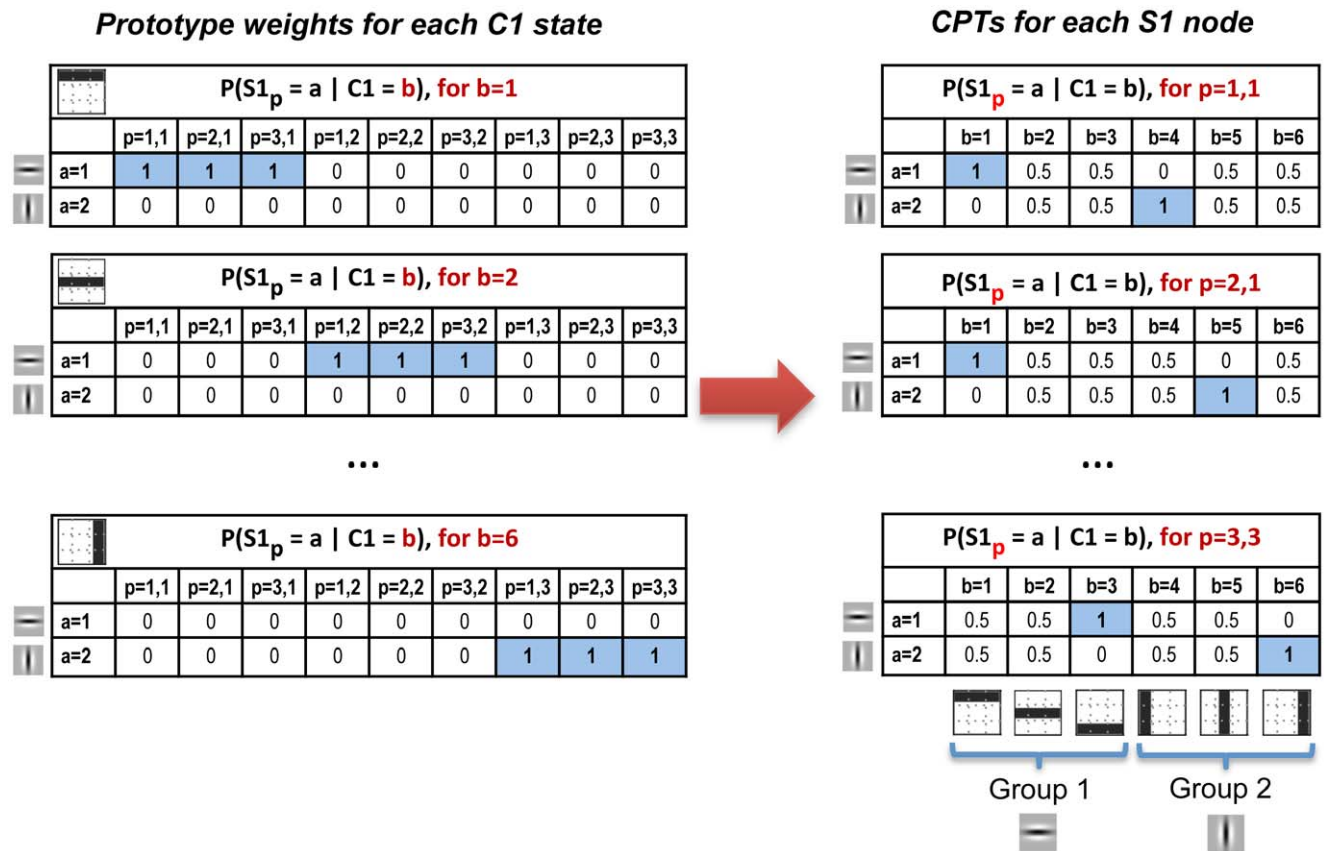 Prototype weights for each C1 state
P(S1p = a | C1 = b), for b=1
p=1,1 p=2,1 p=3,1 p=1,2 p=2,2 p=3,2 p=1,3 p=2,3 p=3,3
a=1 1 1 1 0 0 0 0 0 0
a=2 0 0 0 0 0 0 0 0 0
P(S1p = a | C1 = b), for b=2
p=1,1 p=2,1 p=3,1 p=1,2 p=2,2 p=3,2 p=1,3 p=2,3 p=3,3
a=1 0 0 0 1 1 1 0 0 0
a=2 0 0 0 0 0 0 0 0 0
...
P(S1p = a | C1 = b), for b=6
p=1,1 p=2,1 p=3,1 p=1,2 p=2,2 p=3,2 p=1,3 p=2,3 p=3,3
a=1 0 0 0 0 0 0 0 0 0
a=2 0 0 0 0 0 0 1 1 1
CPTs for each S1 node
P(S1p = a | C1 = b), for p=1,1
b=1 b=2 b=3 b=4 b=5 b=6
a=1 1 0.5 0.5 0 0.5 0.5
a=2 0 0.5 0.5 1 0.5 0.5
P(S1p = a | C1 = b), for p=2,1
b=1 b=2 b=3 b=4 b=5 b=6
a=1 1 0.5 0.5 0.5 0 0.5
a=2 0 0.5 0.5 0.5 1 0.5
...
P(S1p = a | C1 = b), for p=3,3
b=1 b=2 b=3 b=4 b=5 b=6
a=1 0.5 0.5 1 0.5 0.5 0
a=2 0.5 0.5 0 0.5 0.5 1
Group 1 Group 2